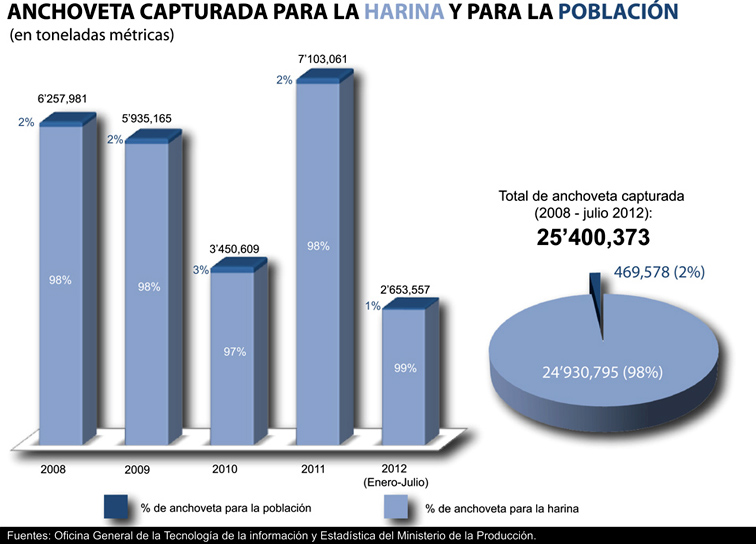 ANCHOVETA CAPTURADA PARA LA HARINA Y PARA LA POBLACIÓN
(en toneladas métricas)
7'103,061
2%
6'257,981
2%
5'935,165
2%
3'450,609
3%
2'653,557
1%
98%
98%
97%
98%
99%
2008
2009
2010
2011
2012
(Enero-Julio)
Total de anchoveta capturada
(2008 - julio 2012):
25'400,373
469,578 (2%)
24'930,795 (98%)
% de anchoveta para la población
% de anchoveta para la harina
Fuentes: Oficina General de la Tecnología de la información y Estadística del Ministerio de la Producción.